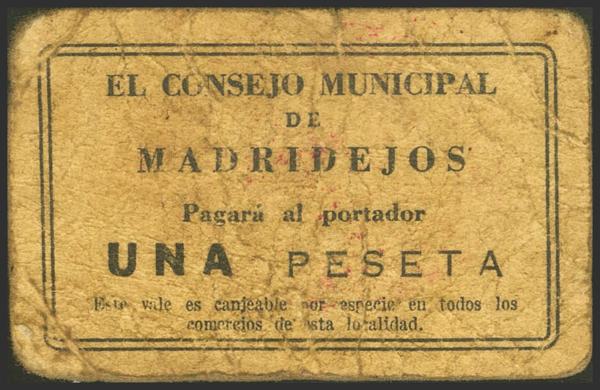 EL CONSEJO MUNICIPAL
DE
MADRIDEJOS
Pagará al portador
UNA PESETA
Este vale es canjeable por especie en todos los
comercios de esta localidad.